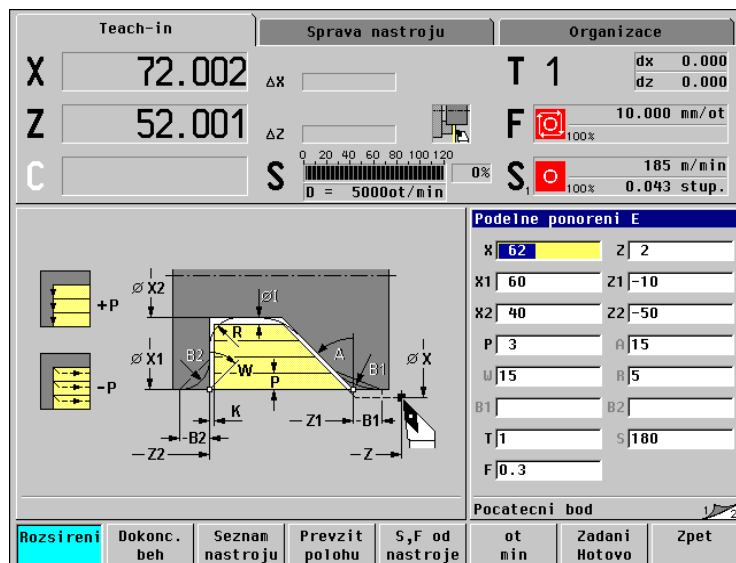 Teach-in Sprava nastroju Organizace
X 72.002 ΔX T 1 dx 0.000
dz 0.000
Z 52.001 ΔZ F 100% 10.000 mm/ot
C S 0 20 40 60 80 100 120 0% S1 100% 185 m/min
D = 5000ot/min 0.043 stup.
Podelne ponoreni E
X 62 Z 2
X1 60 Z1 -10
X2 40 Z2 -50
P 3 A 15
W 15 R 5
B1 B2
T 1 S 180
F 0.3
Pocatecni bod 1 2
+P
-P
⌀ X2
⌀I
R
⌀ X1
B2
W
A
P
B1
⌀ X
K
Z1
B1
B2
Z
Z2
Rozsireni Dokonc. beh Seznam nastroju Prevzit polohu S,F od nastroje ot min Zadani Hotovo Zpet